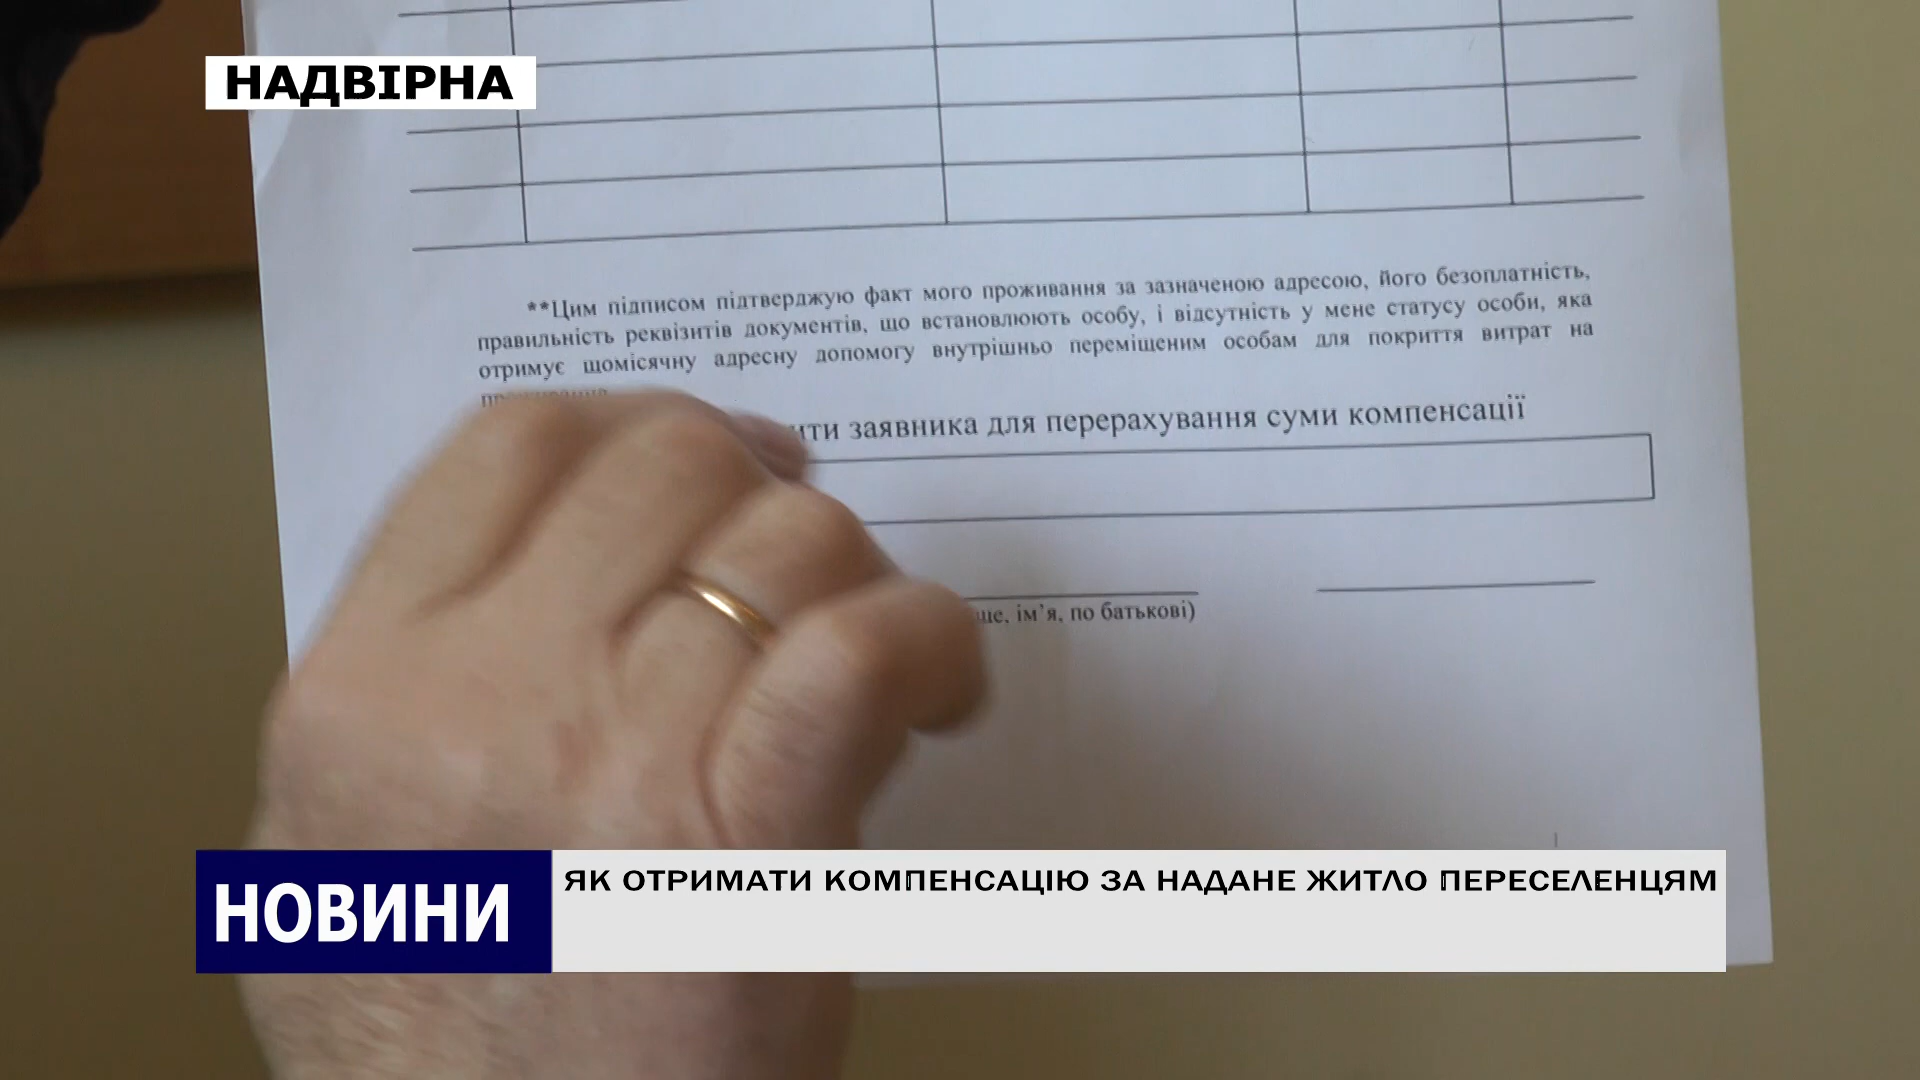 НАДВІРНА
**Цим підписом підтверджую факт мого проживання за зазначеною адресою, його безоплатність,
правильність реквізитів документів, що встановлюють особу, і відсутність у мене статусу особи, яка
отримує щомісячну адресну допомогу внутрішньо переміщеним особам для покриття витрат на
заявника для перерахування суми компенсації
ім’я, по батькові)
НОВИНИ
ЯК ОТРИМАТИ КОМПЕНСАЦІЮ ЗА НАДАНЕ ЖИТЛО ПЕРЕСЕЛЕНЦЯМ